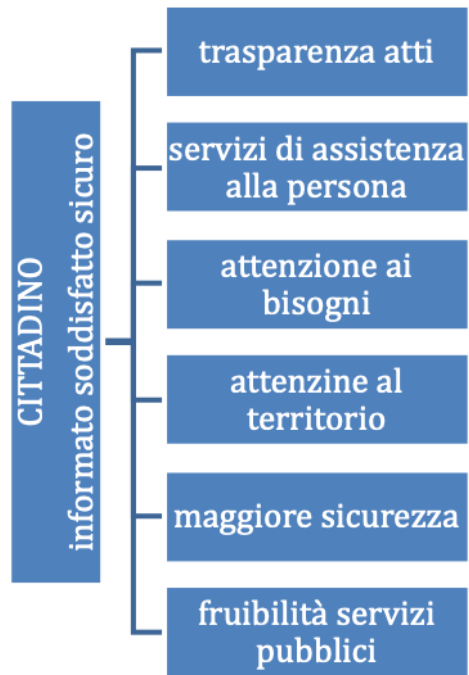 CITTADINO
informato soddisfatto sicuro
trasparenza atti
servizi di assistenza
alla persona
attenzione ai
bisogni
attenzine al
territorio
maggiore sicurezza
fruibilità servizi
pubblici